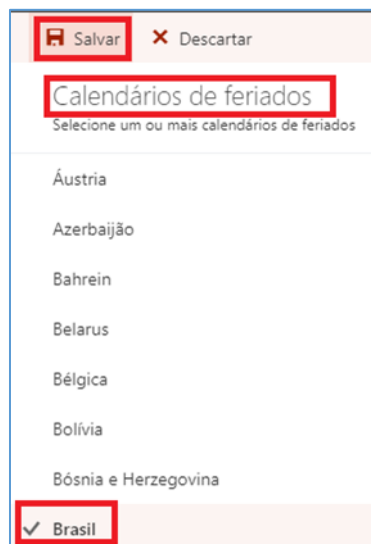 Salvar Descartar
Calendários de feriados
Selecione um ou mais calendários de feriados
Áustria
Azerbaijão
Bahrein
Belarus
Bélgica
Bolívia
Bósnia e Herzegovina
Brasil